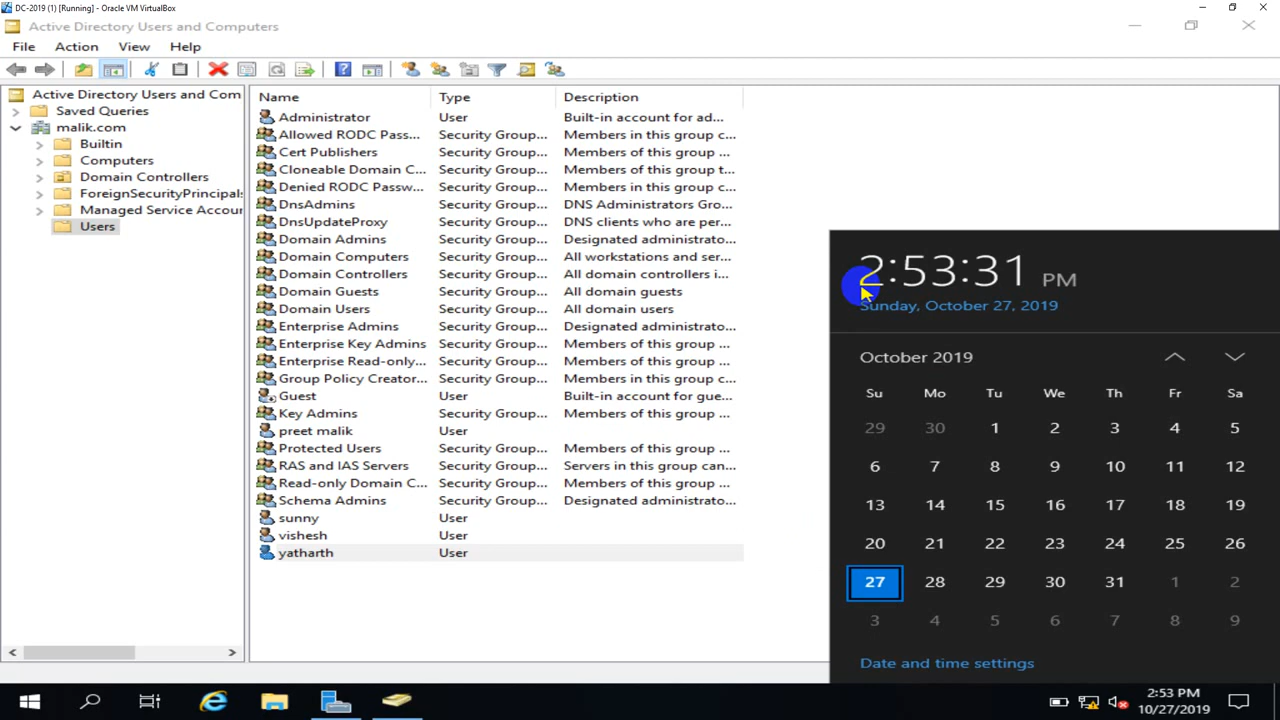 DC-2019 (1) [Running] - Oracle VM VirtualBox
Active Directory Users and Computers
File Action View Help
Active Directory Users and Com
Saved Queries
malik.com
Builtin
Computers
Domain Controllers
ForeignSecurityPrincipals
Managed Service Accour
Users
Name Type Description
Administrator User Built-in account for ad...
Allowed RODC Pass... Security Group... Members in this group c...
Cert Publishers Security Group... Members of this group ...
Cloneable Domain C... Security Group... Members of this group t...
Denied RODC Passw... Security Group... Members in this group c...
DnsAdmins Security Group... DNS Administrators Gro...
DnsUpdateProxy Security Group... DNS clients who are per...
Domain Admins Security Group... Designated administrato...
Domain Computers Security Group... All workstations and ser...
Domain Controllers Security Group... All domain controllers i...
Domain Guests Security Group... All domain guests
Domain Users Security Group... All domain users
Enterprise Admins Security Group... Designated administrato...
Enterprise Key Admins Security Group... Members of this group ...
Enterprise Read-only... Security Group... Members of this group ...
Group Policy Creator... Security Group... Members in this group c...
Guest User Built-in account for gue...
Key Admins Security Group... Members of this group ...
preet malik User
Protected Users Security Group... Members of this group ...
RAS and IAS Servers Security Group... Servers in this group can...
Read-only Domain C... Security Group... Members of this group ...
Schema Admins Security Group... Designated administrato...
sunny User
vishesh User
yatharth User
2:53:31 PM
Sunday, October 27, 2019
October 2019
Su Mo Tu We Th Fr Sa
29 30 1 2 3 4 5
6 7 8 9 10 11 12
13 14 15 16 17 18 19
20 21 22 23 24 25 26
27 28 29 30 31 1 2
3 4 5 6 7 8 9
Date and time settings
2:53 PM
10/27/2019